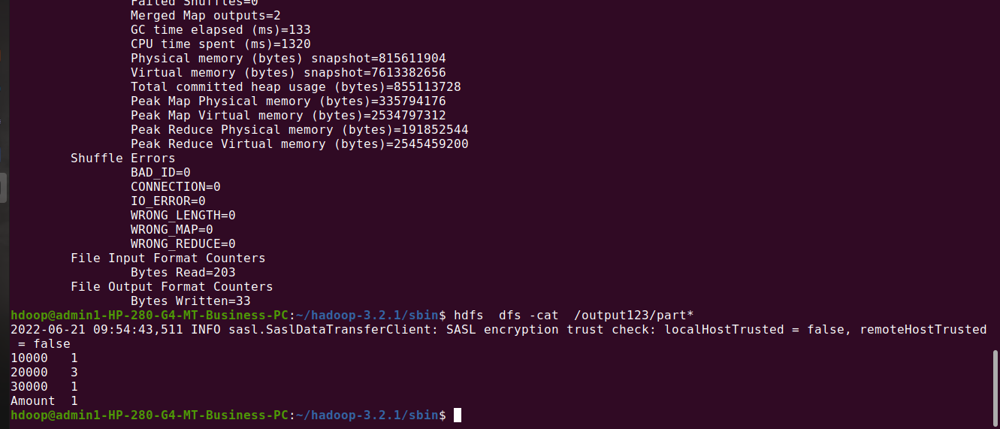 Failed Shuffles=0
Merged Map outputs=2
GC time elapsed (ms)=133
CPU time spent (ms)=1320
Physical memory (bytes) snapshot=815611904
Virtual memory (bytes) snapshot=7613382656
Total committed heap usage (bytes)=855113728
Peak Map Physical memory (bytes)=335794176
Peak Map Virtual memory (bytes)=2534797312
Peak Reduce Physical memory (bytes)=191852544
Peak Reduce Virtual memory (bytes)=2545459200
Shuffle Errors
BAD_ID=0
CONNECTION=0
IO_ERROR=0
WRONG_LENGTH=0
WRONG_MAP=0
WRONG_REDUCE=0
File Input Format Counters
Bytes Read=203
File Output Format Counters
Bytes Written=33
hdoop@admin1-HP-280-G4-MT-Business-PC:~/hadoop-3.2.1/sbin$ hdfs  dfs -cat  /output123/part*
2022-06-21 09:54:43,511 INFO sasl.SaslDataTransferClient: SASL encryption trust check: localHostTrusted = false, remoteHostTrusted
= false
10000	1
20000	3
30000	1
Amount	1
hdoop@admin1-HP-280-G4-MT-Business-PC:~/hadoop-3.2.1/sbin$